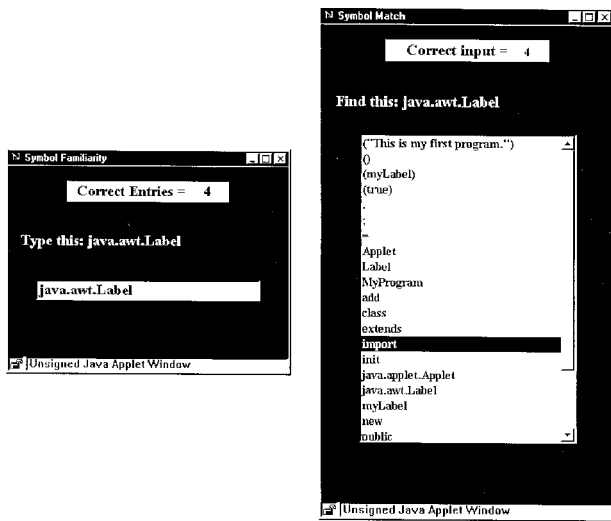 Symbol Familiarity
Correct Entries = 4
Type this: java.awt.Label
java.awt.Label
Unsigned Java Applet Window
Symbol Match
Correct input = 4
Find this: java.awt.Label
("This is my first program.")
()
(myLabel)
(true)
.
;
=
Applet
Label
MyProgram
add
class
extends
import
init
java.applet.Applet
java.awt.Label
myLabel
new
public
Unsigned Java Applet Window